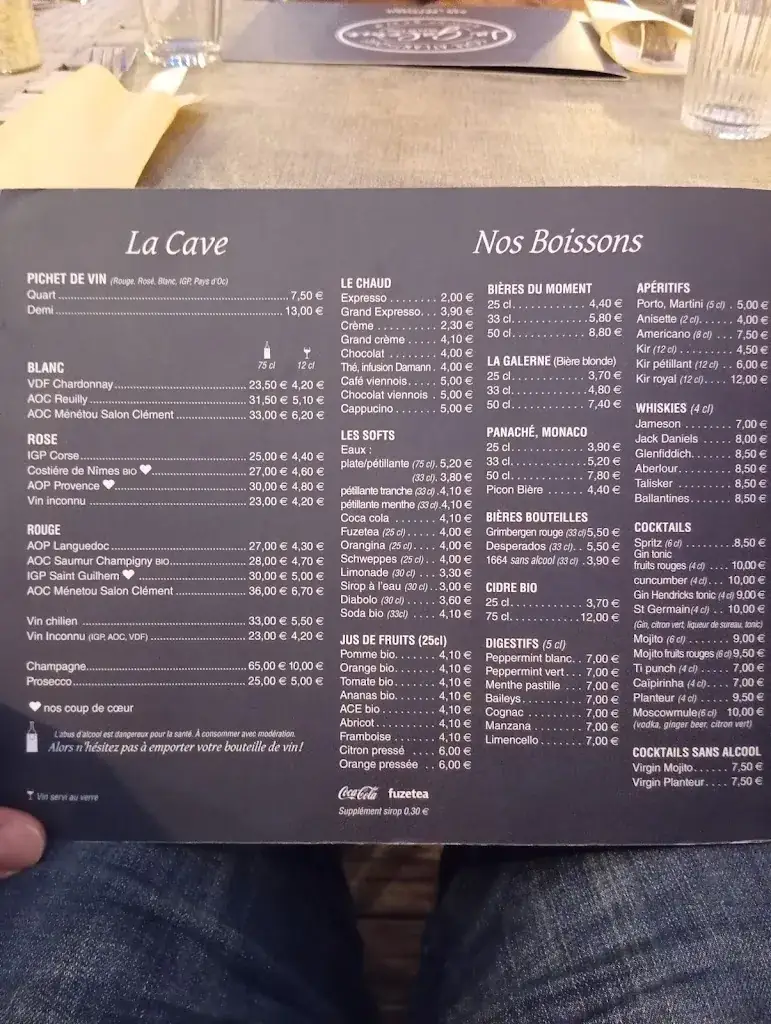 La Galerne
La Cave
PICHET DE VIN (Rouge, Rosé, Blanc, IGP, Pays d'Oc)
Quart 7,50 €
Demi 13,00 €
75 cl 12 cl
BLANC
VDF Chardonnay 23,50 € 4,20 €
AOC Reuilly 31,50 € 5,10 €
AOC Ménétou Salon Clément 33,00 € 6,20 €
ROSE
IGP Corse 25,00 € 4,40 €
Costière de Nîmes BIO 27,00 € 4,60 €
AOP Provence 30,00 € 4,80 €
Vin inconnu 23,00 € 4,20 €
ROUGE
AOP Languedoc 27,00 € 4,30 €
AOC Saumur Champigny BIO 28,00 € 4,70 €
IGP Saint Guilhem 30,00 € 5,00 €
AOC Ménetou Salon Clément 36,00 € 6,70 €
Vin chilien 33,00 € 5,50 €
Vin Inconnu (IGP, AOC, VDF) 23,00 € 4,20 €
Champagne 65,00 € 10,00 €
Prosecco 25,00 € 5,00 €
nos coup de cœur
L'abus d'alcool est dangereux pour la santé. À consommer avec modération.
Alors n'hésitez pas à emporter votre bouteille de vin !
Vin servi au verre
Nos Boissons
LE CHAUD
Expresso 2,00 €
Grand Expresso 3,90 €
Crème 2,30 €
Grand crème 4,10 €
Chocolat 4,00 €
Thé, infusion Damann 4,00 €
Café viennois 5,00 €
Chocolat viennois 5,00 €
Cappucino 5,00 €
LES SOFTS
Eaux :
plate/pétillante (75 cl) 5,20 €
(33 cl) 3,80 €
pétillante tranche (33 cl) 4,10 €
pétillante menthe (33 cl) 4,10 €
Coca cola 4,10 €
Fuzetea (25 cl) 4,00 €
Orangina (25 cl) 4,00 €
Schweppes (25 cl) 4,00 €
Limonade (30 cl) 3,30 €
Sirop à l'eau (30 cl) 3,00 €
Diabolo (30 cl) 3,60 €
Soda bio (33cl) 4,10 €
JUS DE FRUITS (25cl)
Pomme bio 4,10 €
Orange bio 4,10 €
Tomate bio 4,10 €
Ananas bio 4,10 €
ACE bio 4,10 €
Abricot 4,10 €
Framboise 4,10 €
Citron pressé 6,00 €
Orange pressée 6,00 €
Coca-Cola fuzetea
Supplément sirop 0,30 €
BIÈRES DU MOMENT
25 cl 4,40 €
33 cl 5,80 €
50 cl 8,80 €
LA GALERNE (Bière blonde)
25 cl 3,70 €
33 cl 4,80 €
50 cl 7,40 €
PANACHÉ, MONACO
25 cl 3,90 €
33 cl 5,20 €
50 cl 7,80 €
Picon Bière 4,40 €
BIÈRES BOUTEILLES
Grimbergen rouge (33 cl) 5,50 €
Desperados (33 cl) 5,50 €
1664 sans alcool (33 cl) 3,90 €
CIDRE BIO
25 cl 3,70 €
75 cl 12,00 €
DIGESTIFS (5 cl)
Peppermint blanc 7,00 €
Peppermint vert 7,00 €
Menthe pastille 7,00 €
Baileys 7,00 €
Cognac 7,00 €
Manzana 7,00 €
Limencello 7,00 €
APÉRITIFS
Porto, Martini (5 cl) 5,00 €
Anisette (2 cl) 4,00 €
Americano (8 cl) 7,50 €
Kir (12 cl) 4,50 €
Kir pétillant (12 cl) 6,00 €
Kir royal (12 cl) 12,00 €
WHISKIES (4 cl)
Jameson 7,00 €
Jack Daniels 8,00 €
Glenfiddich 8,50 €
Aberlour 8,50 €
Talisker 8,50 €
Ballantines 8,50 €
COCKTAILS
Spritz (6 cl) 8,50 €
Gin tonic
fruits rouges (4 cl) 10,00 €
cuncumber (4 cl) 10,00 €
Gin Hendricks tonic (4 cl) 9,00 €
St Germain (4 cl) 10,00 €
(Gin, citron vert, liqueur de sureau, tonic)
Mojito (6 cl) 9,00 €
Mojito fruits rouges (6 cl) 9,50 €
Ti punch (4 cl) 7,00 €
Caïpirinha (4 cl) 7,00 €
Planteur (4 cl) 9,50 €
Moscowmule (6 cl) 10,00 €
(vodka, ginger beer, citron vert)
COCKTAILS SANS ALCOOL
Virgin Mojito 7,50 €
Virgin Planteur 7,50 €